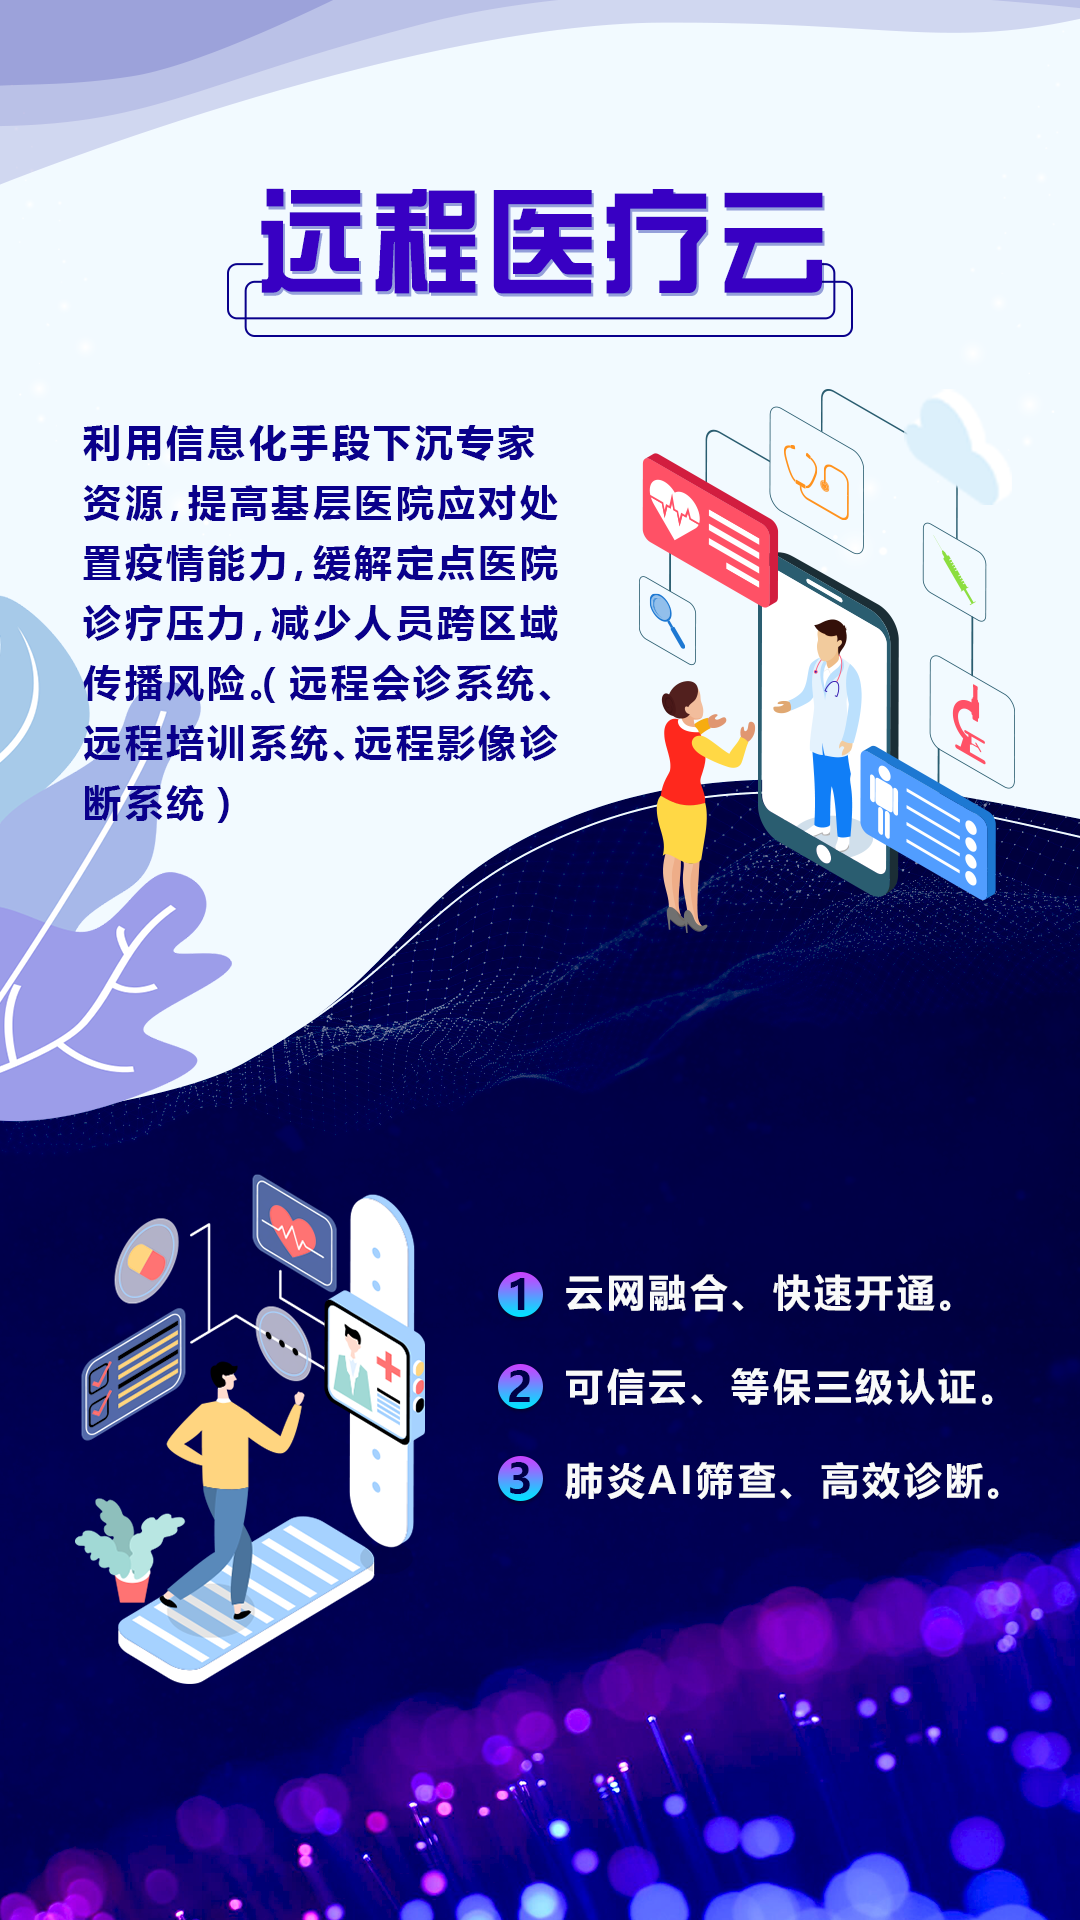 远程医疗云
利用信息化手段下沉专家
资源,提高基层医院应对处
置疫情能力,缓解定点医院
诊疗压力,减少人员跨区域
传播风险。(远程会诊系统、
远程培训系统、远程影像诊
断系统)
1 云网融合、快速开通。
2 可信云、等保三级认证。
3 肺炎AI筛查、高效诊断。